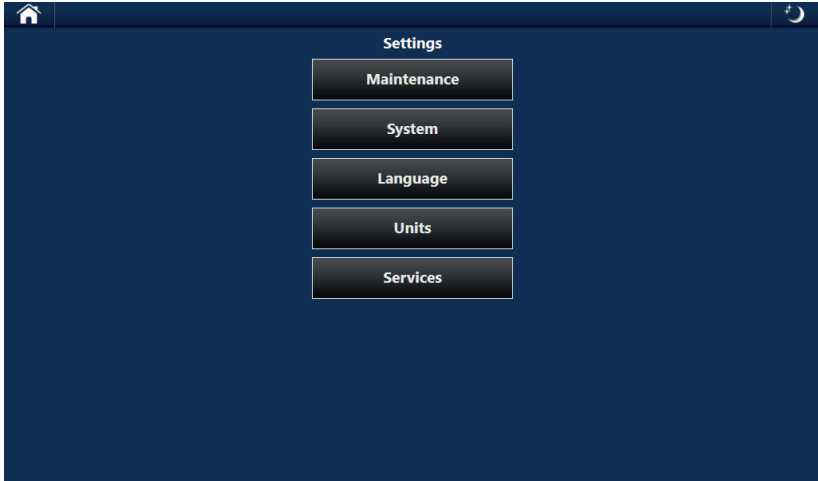 Settings
Maintenance
System
Language
Units
Services